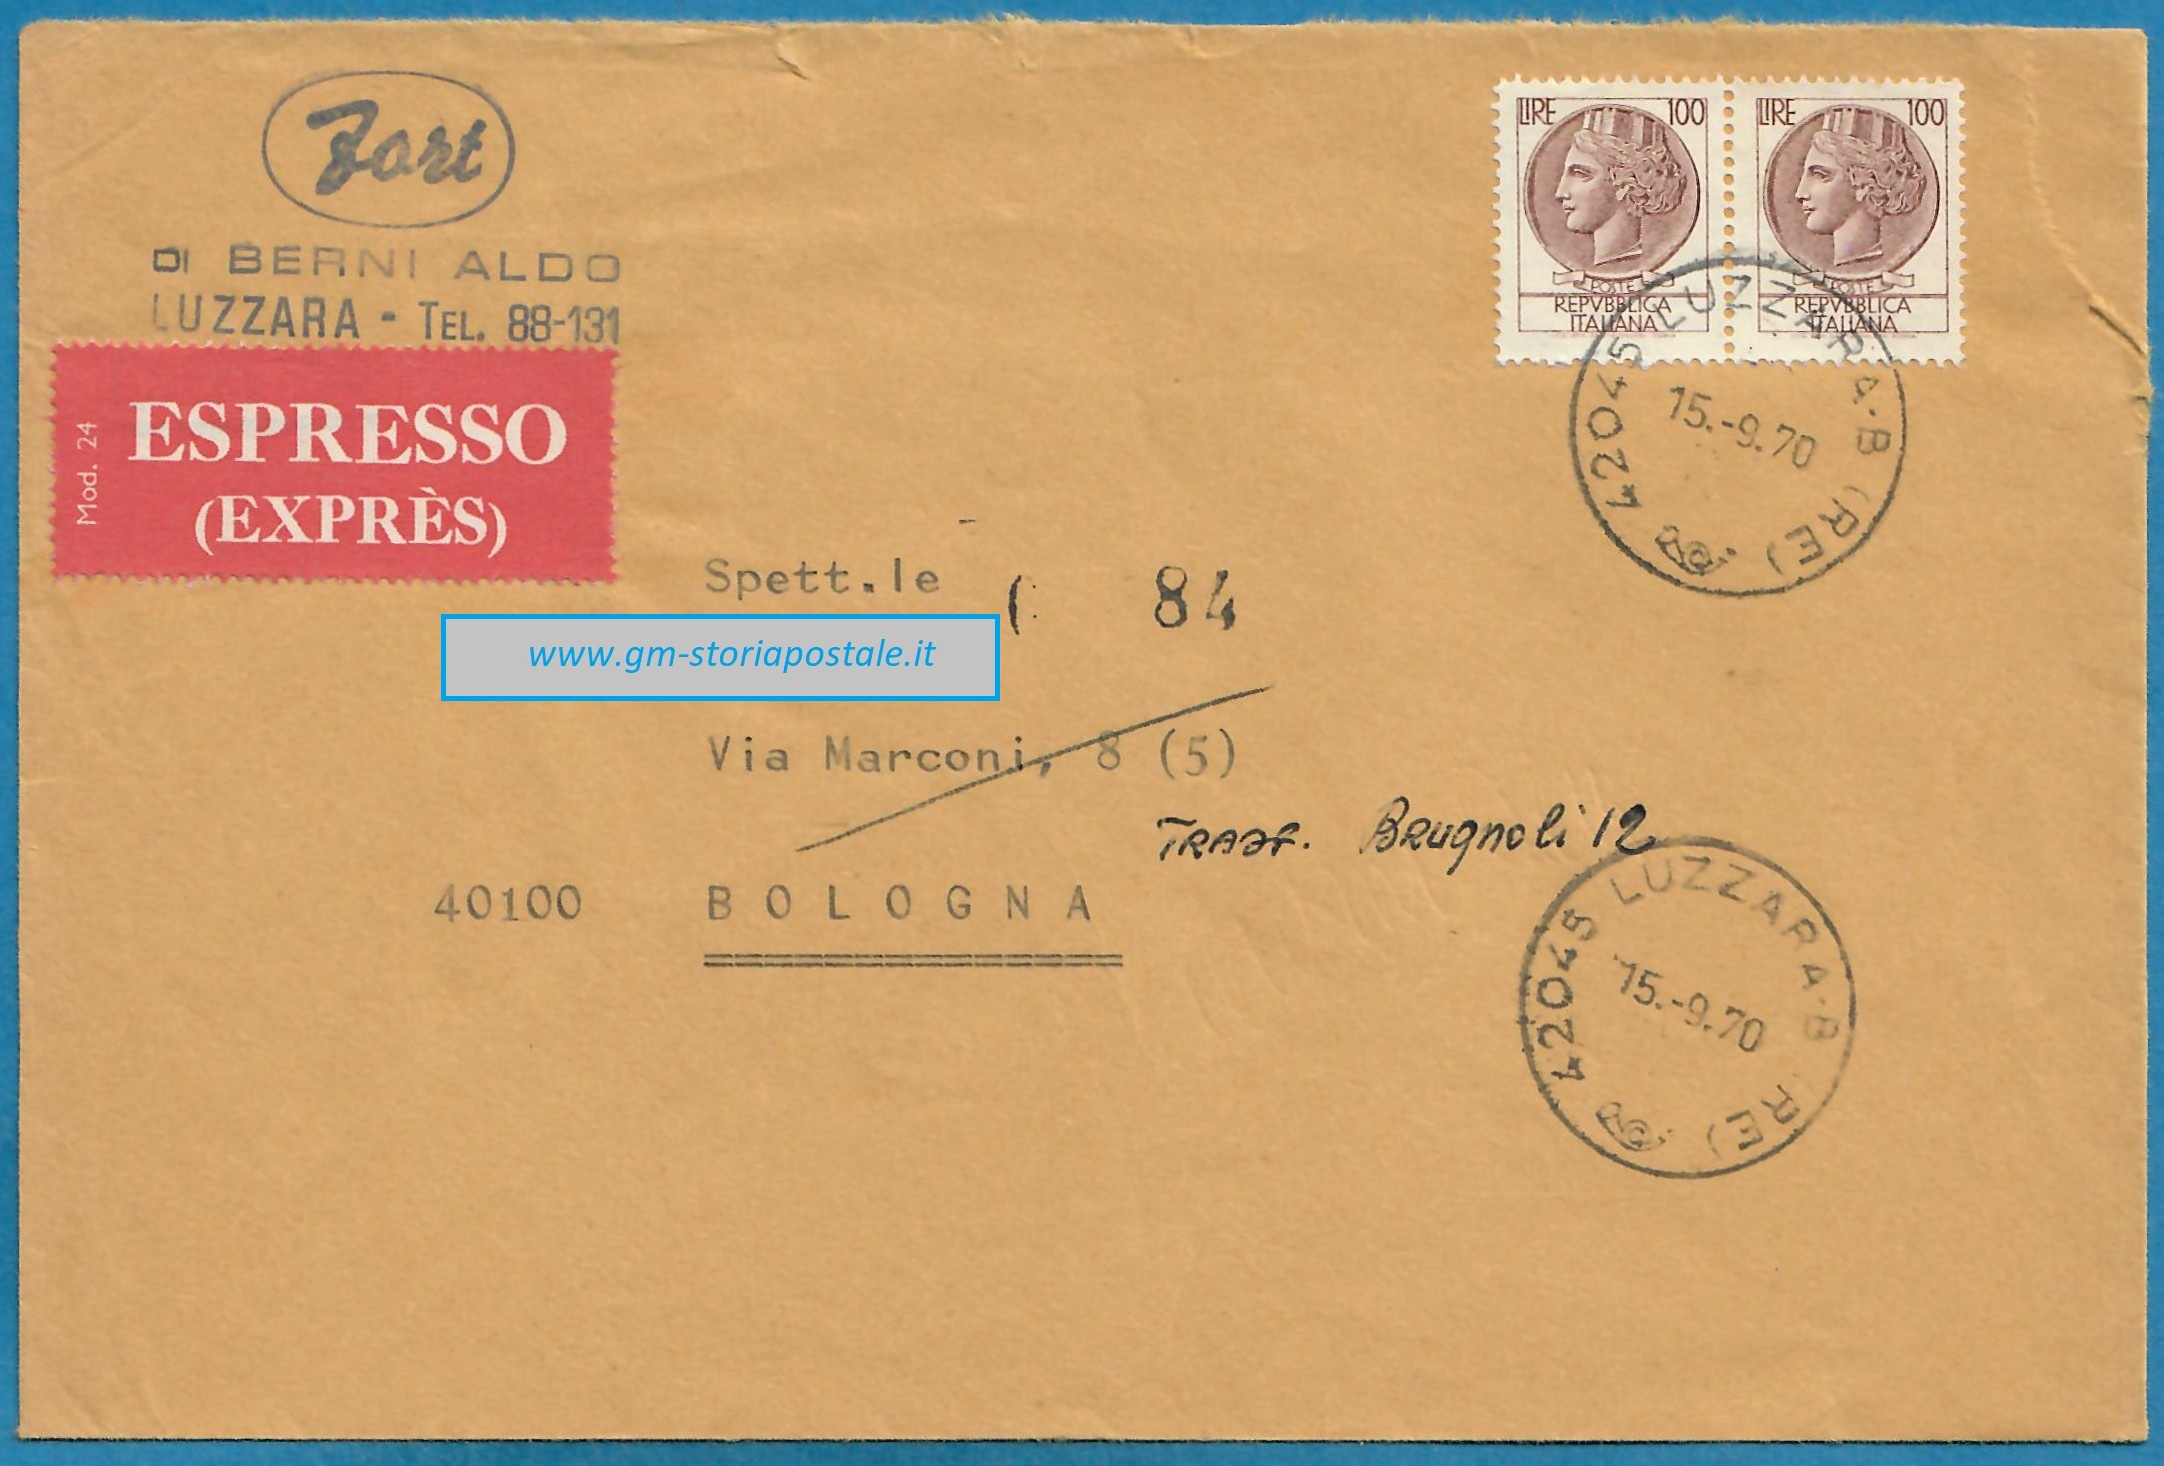 Fort
DI BERNI ALDO
LUZZARA - TEL. 88-131
Mod. 24
ESPRESSO
(EXPRÈS)
LIRE 100
POSTE
REPVBBLICA
ITALIANA
LIRE 100
POSTE
REPVBBLICA
ITALIANA
42045 LUZZARA-B (RE)
15.-9.70
Spett.le
84
www.gm-storiapostale.it
Via Marconi, 8 (5)
TRASF. BRUGNOLI 12
40100 BOLOGNA
42045 LUZZARA-B (RE)
15.-9.70